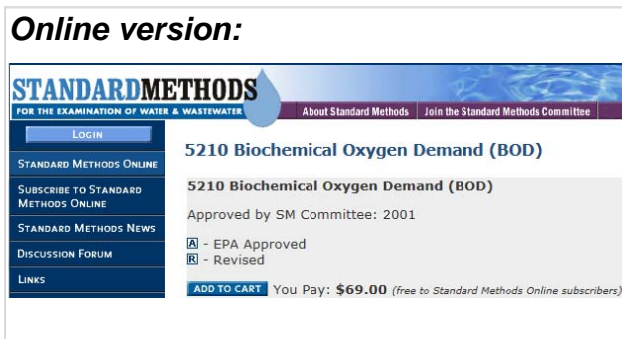 Online version:
STANDARDMETHODS
FOR THE EXAMINATION OF WATER & WASTEWATER
About Standard Methods
Join the Standard Methods Committee
LOGIN
STANDARD METHODS ONLINE
SUBSCRIBE TO STANDARD
METHODS ONLINE
STANDARD METHODS NEWS
DISCUSSION FORUM
LINKS
5210 Biochemical Oxygen Demand (BOD)
5210 Biochemical Oxygen Demand (BOD)
Approved by SM Committee: 2001
A - EPA Approved
R - Revised
ADD TO CART You Pay: $69.00 (free to Standard Methods Online subscribers)